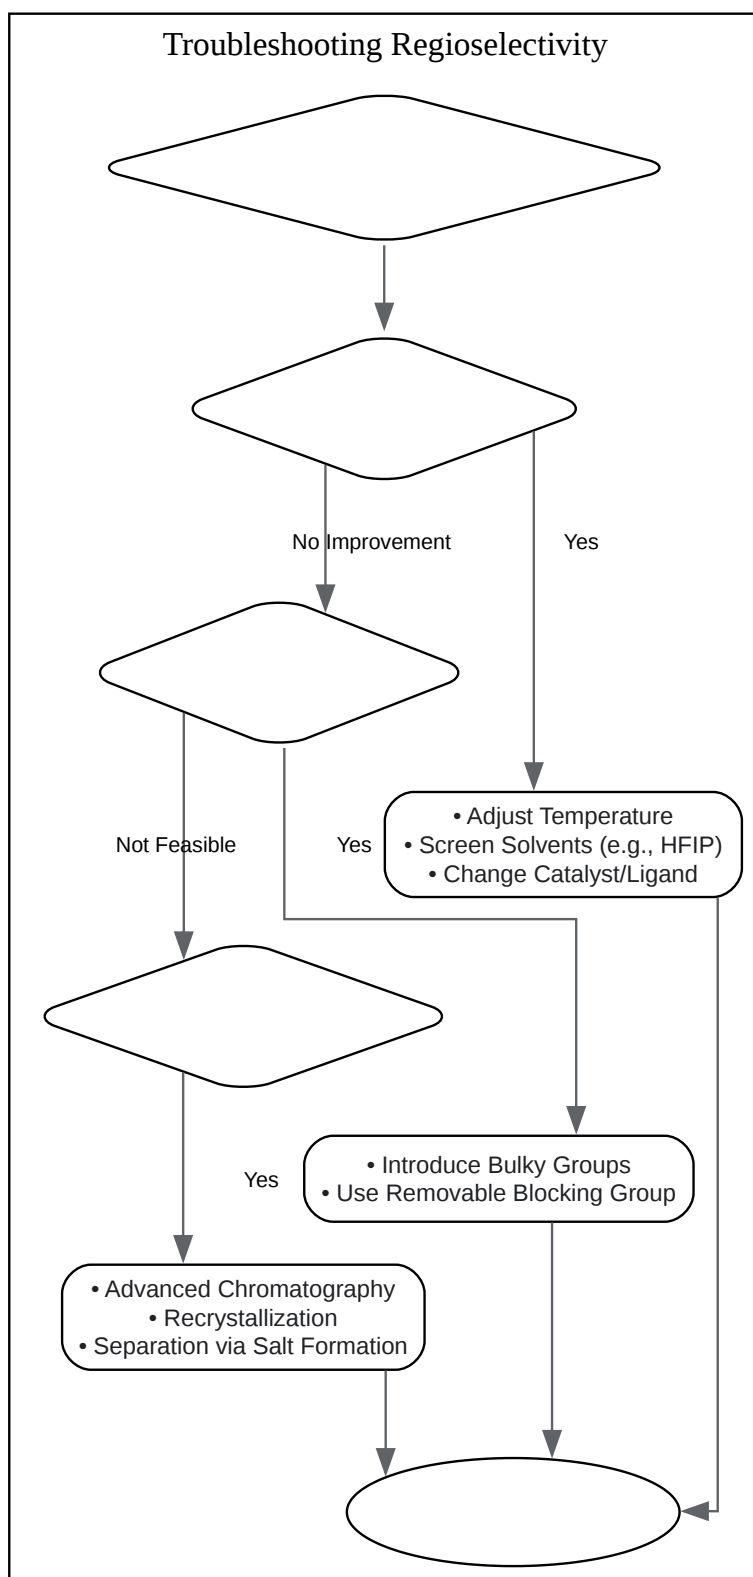 Troubleshooting Regioselectivity
No Improvement
Yes
• Adjust Temperature
• Screen Solvents (e.g., HFIP)
• Change Catalyst/Ligand
Not Feasible
Yes
• Introduce Bulky Groups
• Use Removable Blocking Group
Yes
• Advanced Chromatography
• Recrystallization
• Separation via Salt Formation